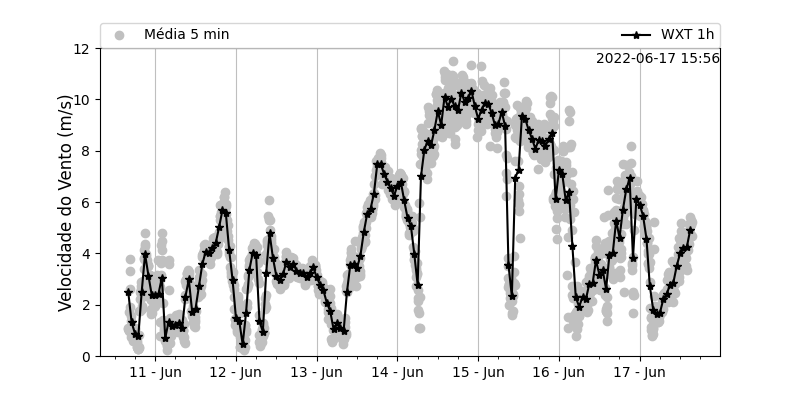 Média 5 min
WXT 1h
2022-06-17 15:56
Velocidade do Vento (m/s)
12
10
8
6
4
2
0
11 - Jun 12 - Jun 13 - Jun 14 - Jun 15 - Jun 16 - Jun 17 - Jun